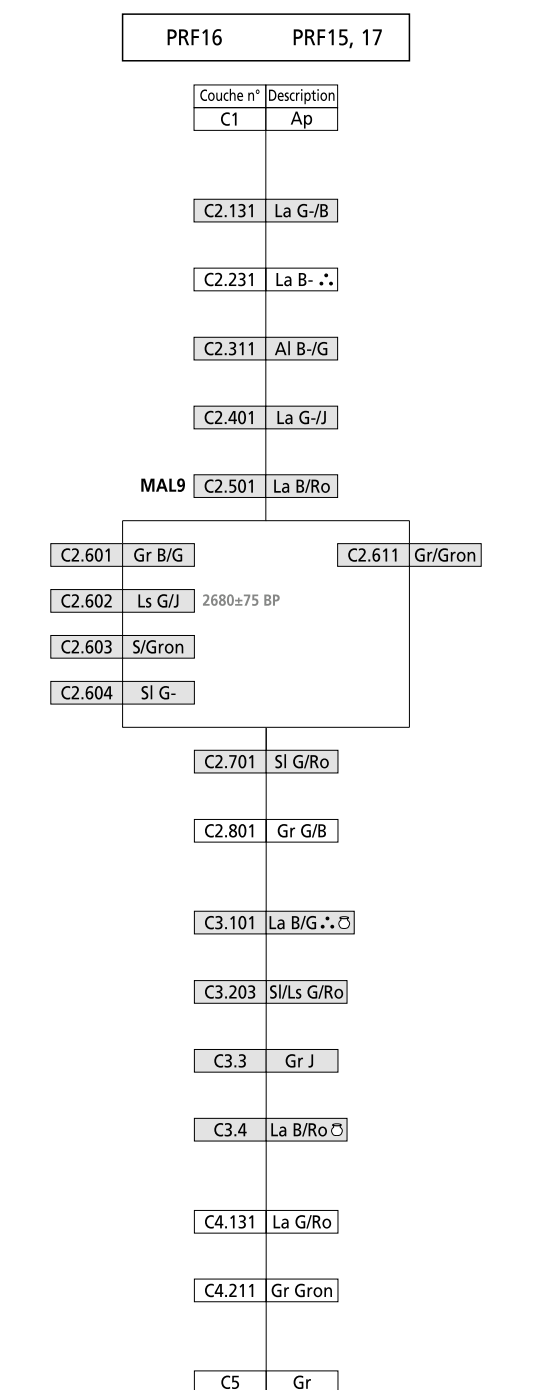 PRF16 PRF15, 17
Couche n° Description
C1 Ap
C2.131 La G-/B
C2.231 La B- ∴
C2.311 Al B-/G
C2.401 La G-/J
MAL9 C2.501 La B/Ro
C2.601 Gr B/G C2.611 Gr/Gron
C2.602 Ls G/J 2680±75 BP
C2.603 S/Gron
C2.604 Sl G-
C2.701 Sl G/Ro
C2.801 Gr G/B
C3.101 La B/G ∴
C3.203 Sl/Ls G/Ro
C3.3 Gr J
C3.4 La B/Ro
C4.131 La G/Ro
C4.211 Gr Gron
C5 Gr